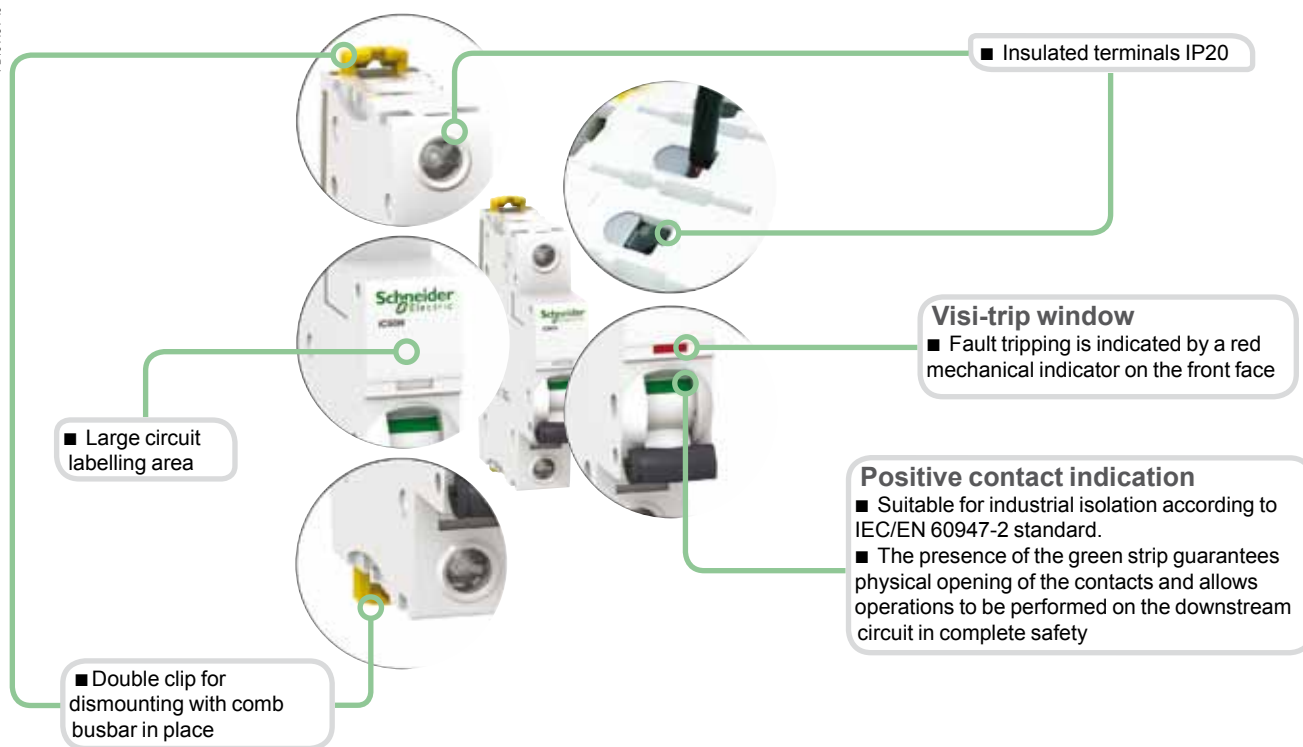 ■ Insulated terminals IP20
Schneider
Electric
iC60N
Schneider
Visi-trip window
■ Fault tripping is indicated by a red
mechanical indicator on the front face
■ Large circuit
labelling area
Positive contact indication
■ Suitable for industrial isolation according to
IEC/EN 60947-2 standard.
■ The presence of the green strip guarantees
physical opening of the contacts and allows
operations to be performed on the downstream
circuit in complete safety
■ Double clip for
dismounting with comb
busbar in place